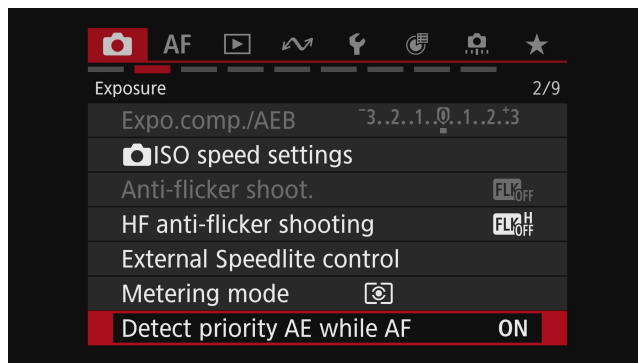 AF
Exposure 2/9
Expo.comp./AEB -3..2..1..0..1..2.+3
ISO speed settings
Anti-flicker shoot. FLK OFF
HF anti-flicker shooting FLK H OFF
External Speedlite control
Metering mode
Detect priority AE while AF ON